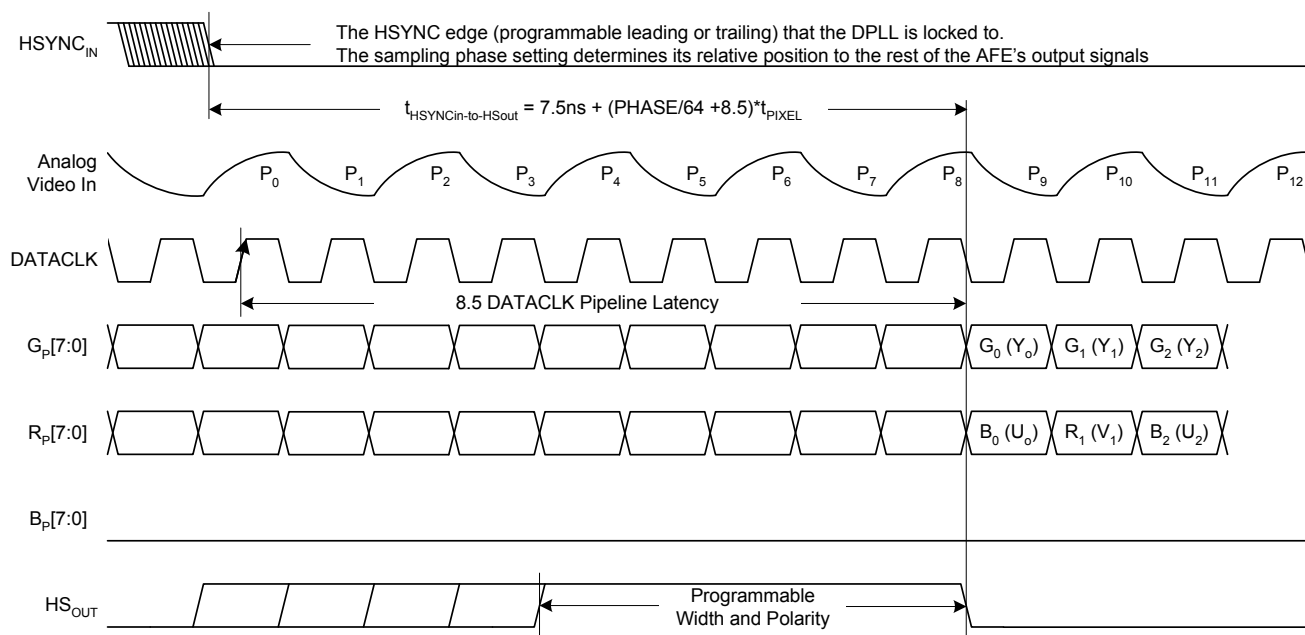 HSYNC_IN
The HSYNC edge (programmable leading or trailing) that the DPLL is locked to.
The sampling phase setting determines its relative position to the rest of the AFE's output signals
t_HSYNCin-to-HSout = 7.5ns + (PHASE/64 +8.5)*t_PIXEL
Analog
Video In
P_0 P_1 P_2 P_3 P_4 P_5 P_6 P_7 P_8 P_9 P_10 P_11 P_12
DATACLK
8.5 DATACLK Pipeline Latency
G_P[7:0]
G_0 (Y_o) G_1 (Y_1) G_2 (Y_2)
R_P[7:0]
B_0 (U_o) R_1 (V_1) B_2 (U_2)
B_P[7:0]
HS_OUT
Programmable
Width and Polarity